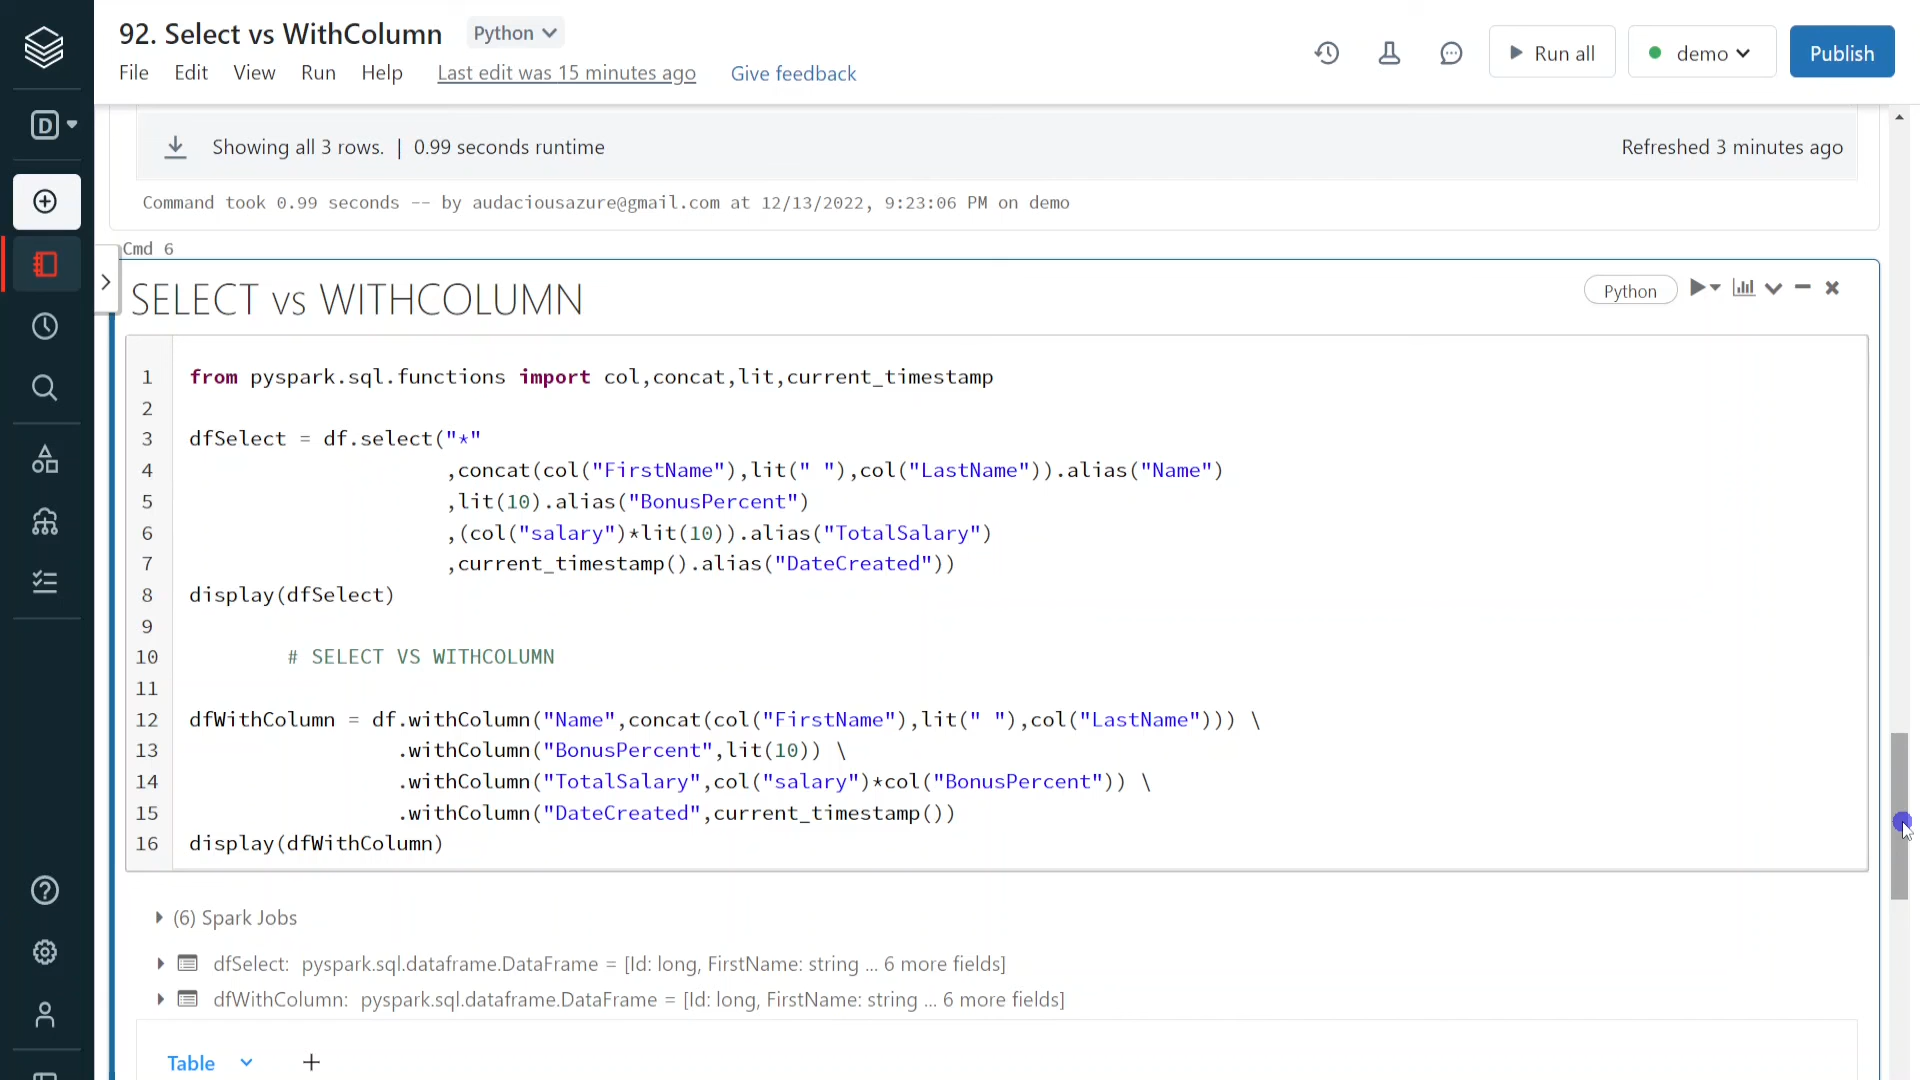 92. Select vs WithColumn
Python
File Edit View Run Help Last edit was 15 minutes ago Give feedback
Run all
demo
Publish
D
Showing all 3 rows. | 0.99 seconds runtime
Refreshed 3 minutes ago
Command took 0.99 seconds -- by audaciousazure@gmail.com at 12/13/2022, 9:23:06 PM on demo
Cmd 6
SELECT vs WITHCOLUMN
Python
1 from pyspark.sql.functions import col,concat,lit,current_timestamp
2
3 dfSelect = df.select("*"
4 ,concat(col("FirstName"),lit(" "),col("LastName")).alias("Name")
5 ,lit(10).alias("BonusPercent")
6 ,(col("salary")*lit(10)).alias("TotalSalary")
7 ,current_timestamp().alias("DateCreated"))
8 display(dfSelect)
9
10 # SELECT VS WITHCOLUMN
11
12 dfWithColumn = df.withColumn("Name",concat(col("FirstName"),lit(" "),col("LastName"))) \
13 .withColumn("BonusPercent",lit(10)) \
14 .withColumn("TotalSalary",col("salary")*col("BonusPercent")) \
15 .withColumn("DateCreated",current_timestamp())
16 display(dfWithColumn)
(6) Spark Jobs
dfSelect: pyspark.sql.dataframe.DataFrame = [Id: long, FirstName: string ... 6 more fields]
dfWithColumn: pyspark.sql.dataframe.DataFrame = [Id: long, FirstName: string ... 6 more fields]
Table +